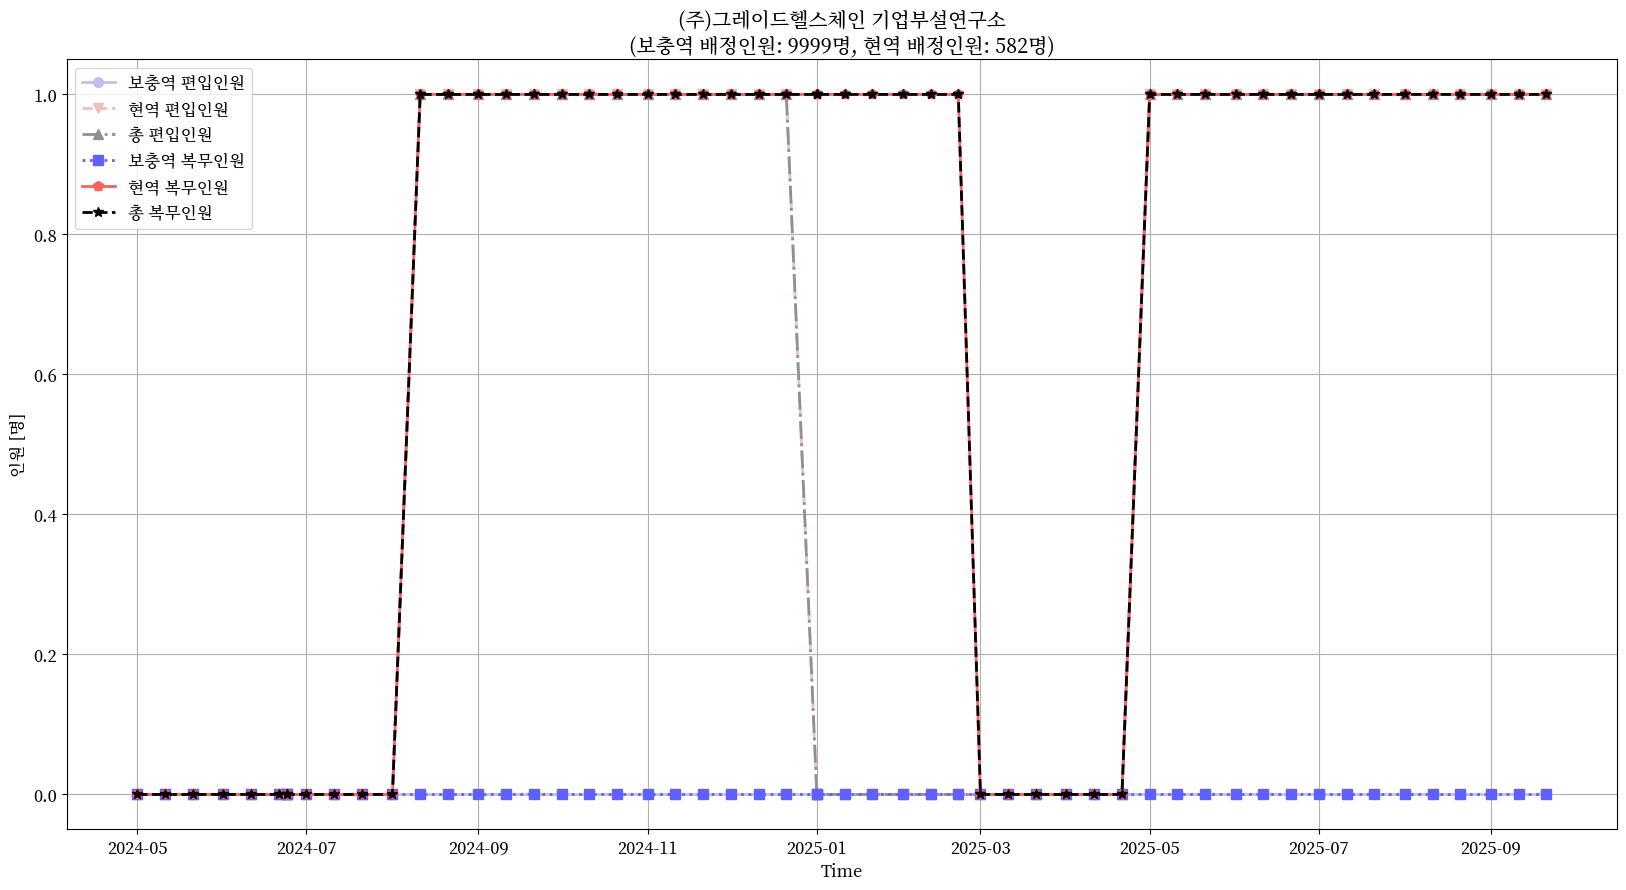 (주)그레이드헬스체인 기업부설연구소
(보충역 배정인원: 9999명, 현역 배정인원: 582명)
보충역 편입인원
현역 편입인원
총 편입인원
보충역 복무인원
현역 복무인원
총 복무인원
1.0
0.8
0.6
0.4
0.2
0.0
인원 [명]
2024-05
2024-07
2024-09
2024-11
2025-01
2025-03
2025-05
2025-07
2025-09
Time